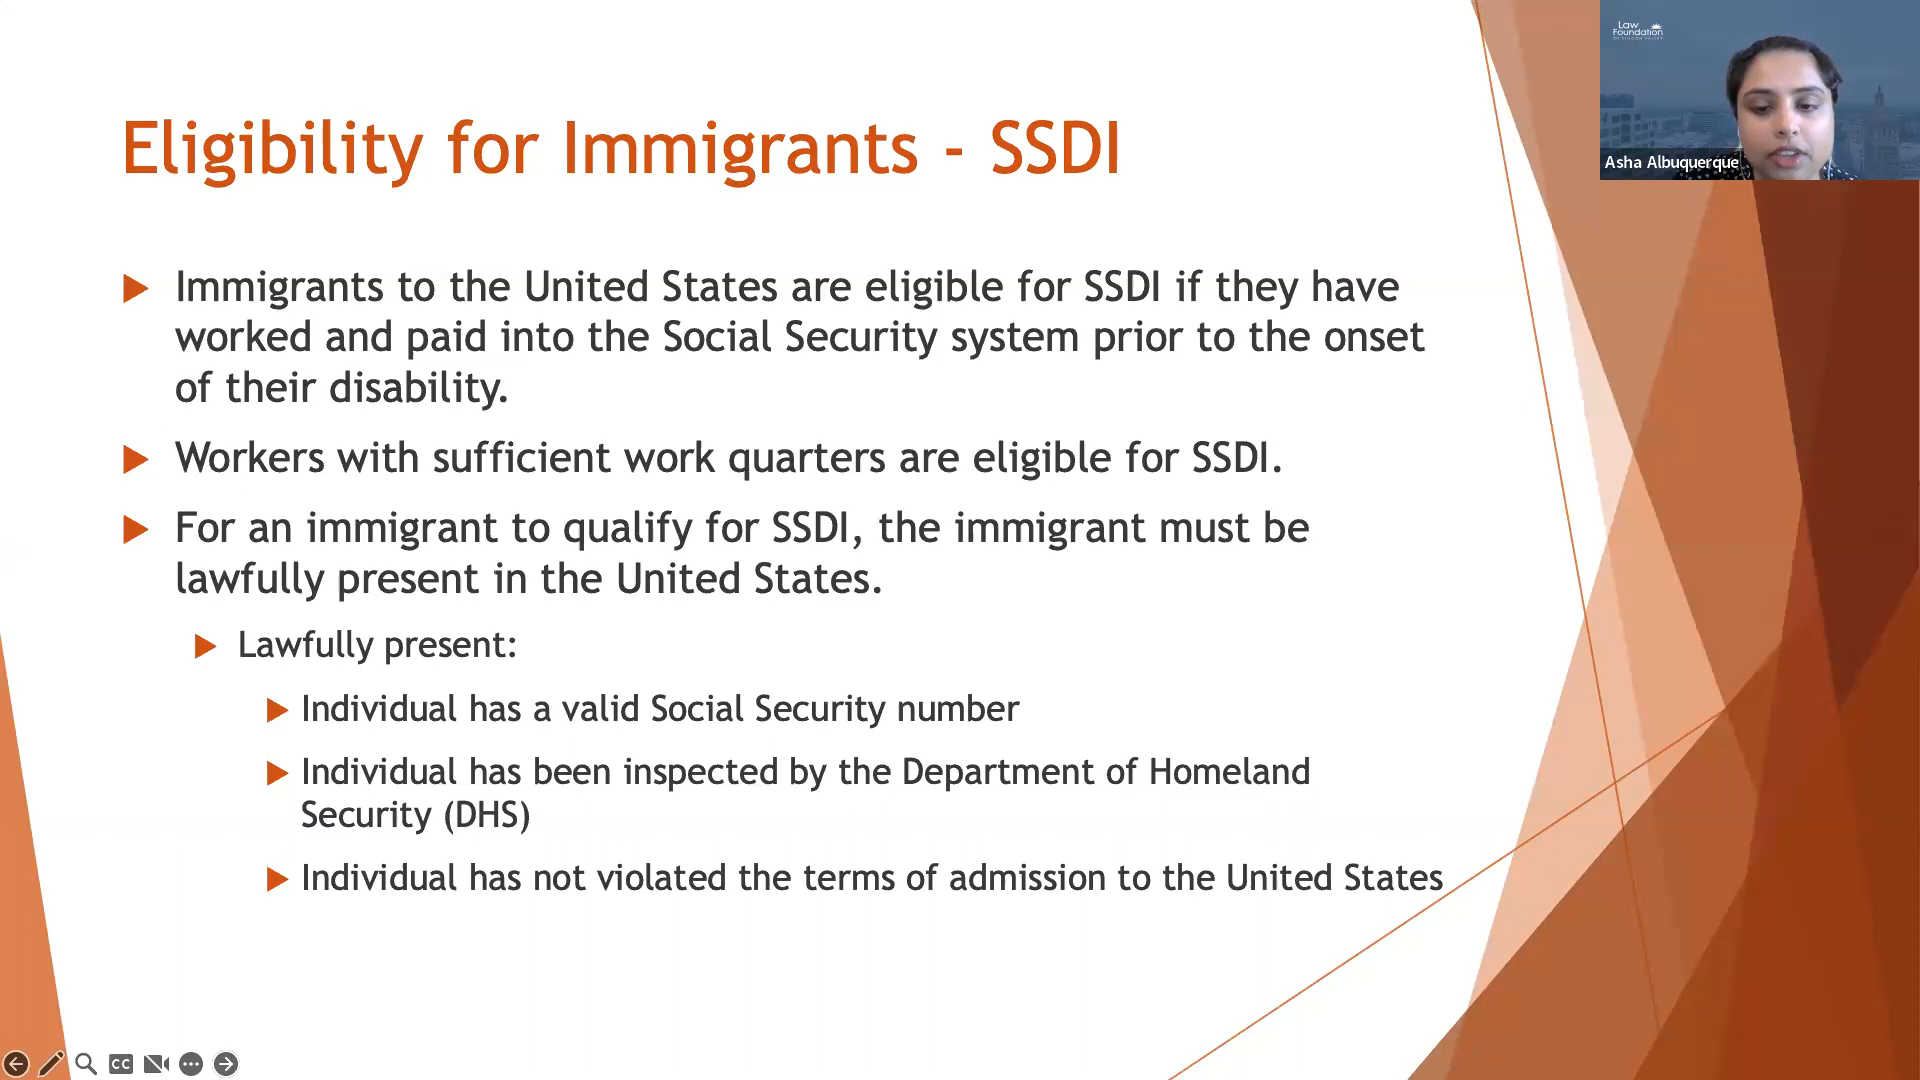 Eligibility for Immigrants - SSDI
Immigrants to the United States are eligible for SSDI if they have
worked and paid into the Social Security system prior to the onset
of their disability.
Workers with sufficient work quarters are eligible for SSDI.
For an immigrant to qualify for SSDI, the immigrant must be
lawfully present in the United States.
Lawfully present:
Individual has a valid Social Security number
Individual has been inspected by the Department of Homeland
Security (DHS)
Individual has not violated the terms of admission to the United States
Law
Foundation
OF SILICON VALLEY
Asha Albuquerque
CC